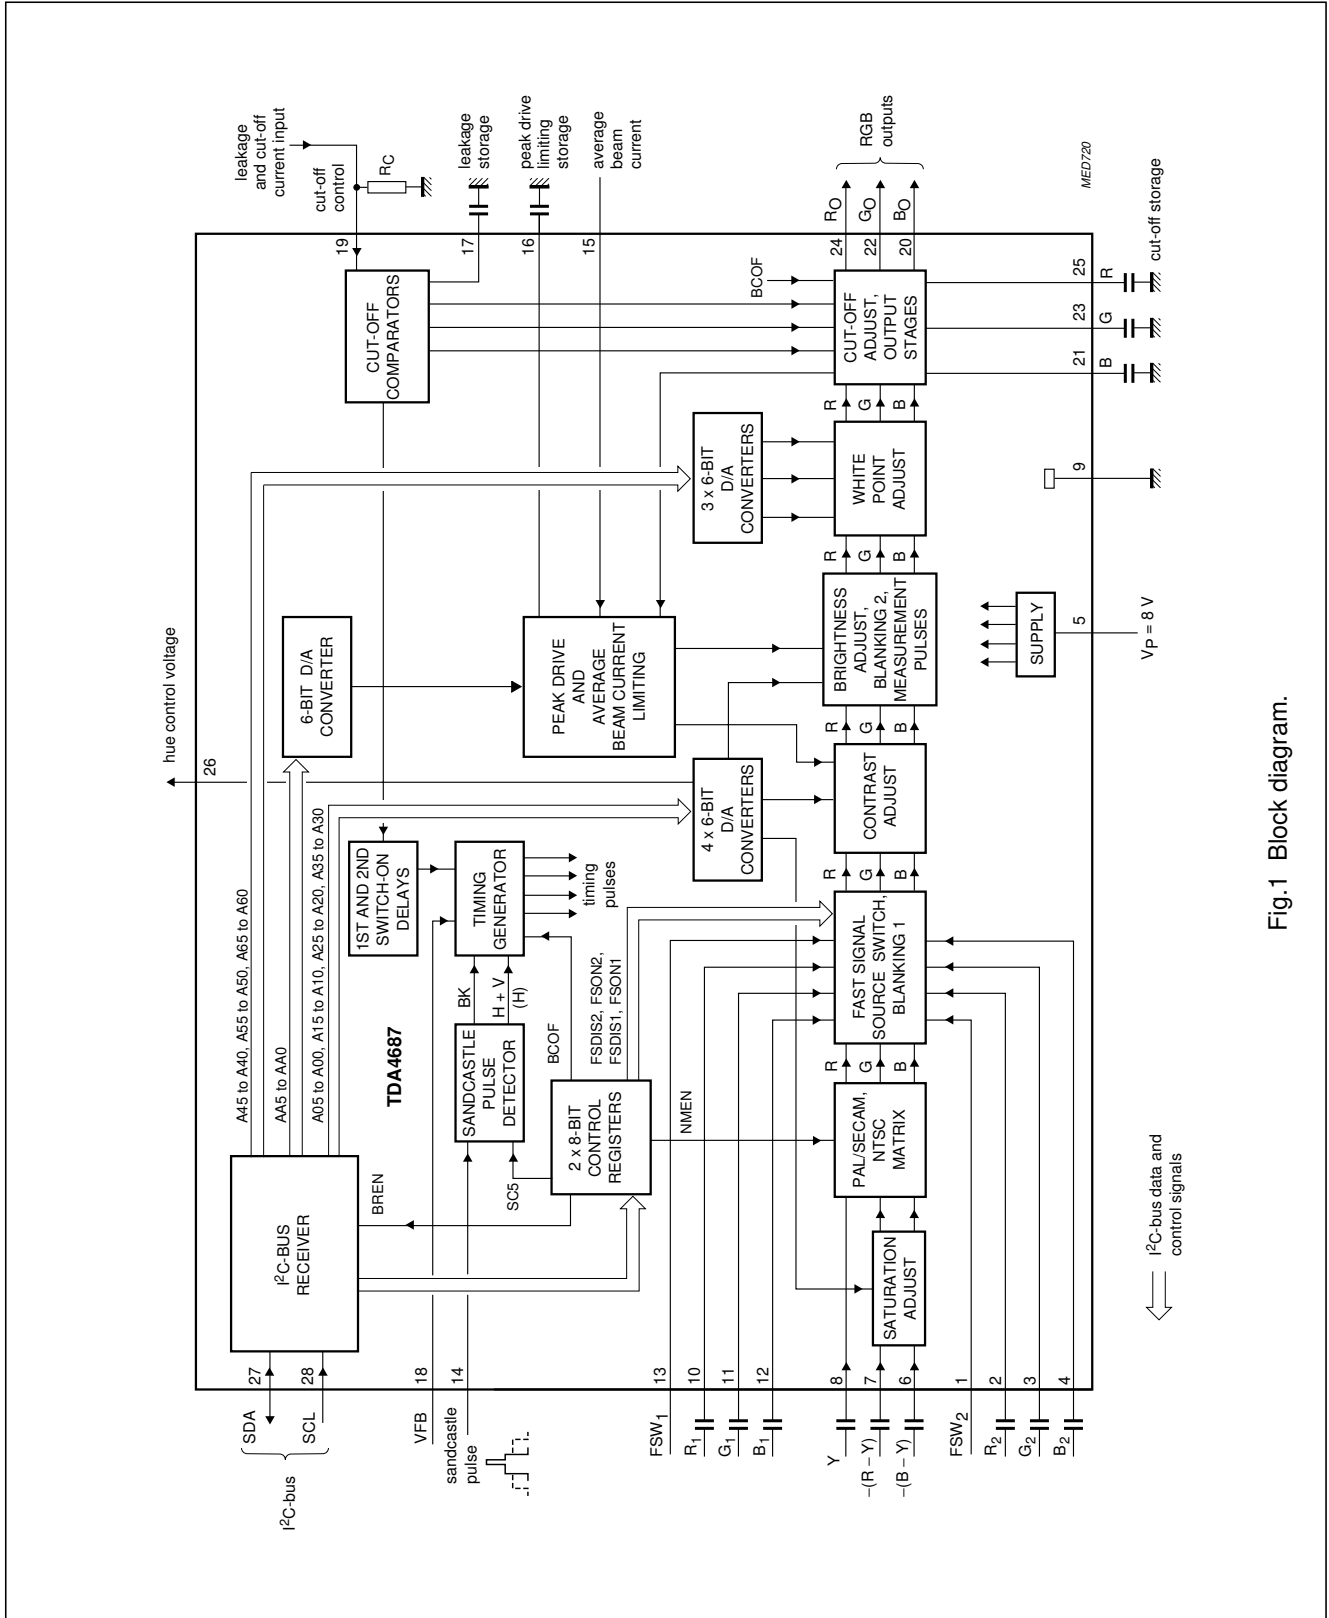 I2C-bus
SDA
SCL
27
28
I2C-BUS
RECEIVER
A45 to A40, A55 to A50, A65 to A60
AA5 to AA0
A05 to A00, A15 to A10, A25 to A20, A35 to A30
BREN
hue control voltage
26
6-BIT D/A
CONVERTER
1ST AND 2ND
SWITCH-ON
DELAYS
CUT-OFF
COMPARATORS
19
leakage
and cut-off
current input
cut-off
control
RC
17
leakage
storage
16
peak drive
limiting
storage
15
average
beam
current
TDA4687
VFB
18
sandcastle
pulse
14
SANDCASTLE
PULSE
DETECTOR
BK
H + V
(H)
TIMING
GENERATOR
timing
pulses
SC5
BCOF
2 x 8-BIT
CONTROL
REGISTERS
FSDIS2, FSON2,
FSDIS1, FSON1
NMEN
PEAK DRIVE
AND
AVERAGE
BEAM CURRENT
LIMITING
4 x 6-BIT
D/A
CONVERTERS
3 x 6-BIT
D/A
CONVERTERS
BCOF
FSW1
13
R1
10
G1
11
B1
12
Y
8
–(R – Y)
7
–(B – Y)
6
SATURATION
ADJUST
PAL/SECAM,
NTSC
MATRIX
R
G
B
FAST SIGNAL
SOURCE SWITCH,
BLANKING 1
R
G
B
CONTRAST
ADJUST
R
G
B
BRIGHTNESS
ADJUST,
BLANKING 2,
MEASUREMENT
PULSES
R
G
B
WHITE
POINT
ADJUST
R
G
B
CUT-OFF
ADJUST,
OUTPUT
STAGES
24
RO
22
GO
20
BO
RGB
outputs
FSW2
1
R2
2
G2
3
B2
4
SUPPLY
5
VP = 8 V
9
21
B
23
G
25
R
cut-off storage
I2C-bus data and
control signals
MED720
Fig.1 Block diagram.